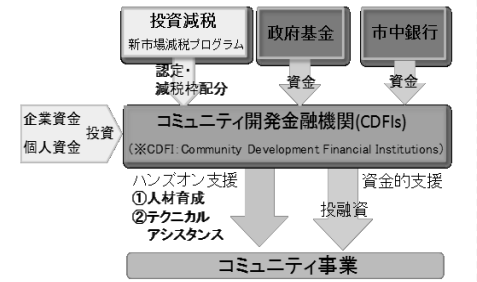 投資減税
新市場減税プログラム
政府基金
市中銀行
認定・
減税枠配分
資金
資金
企業資金
個人資金
投資
コミュニティ開発金融機関(CDFIs)
(※CDFI: Community Development Financial Institutions)
ハンズオン支援
①人材育成
②テクニカル
アシスタンス
資金的支援
投融資
コミュニティ事業